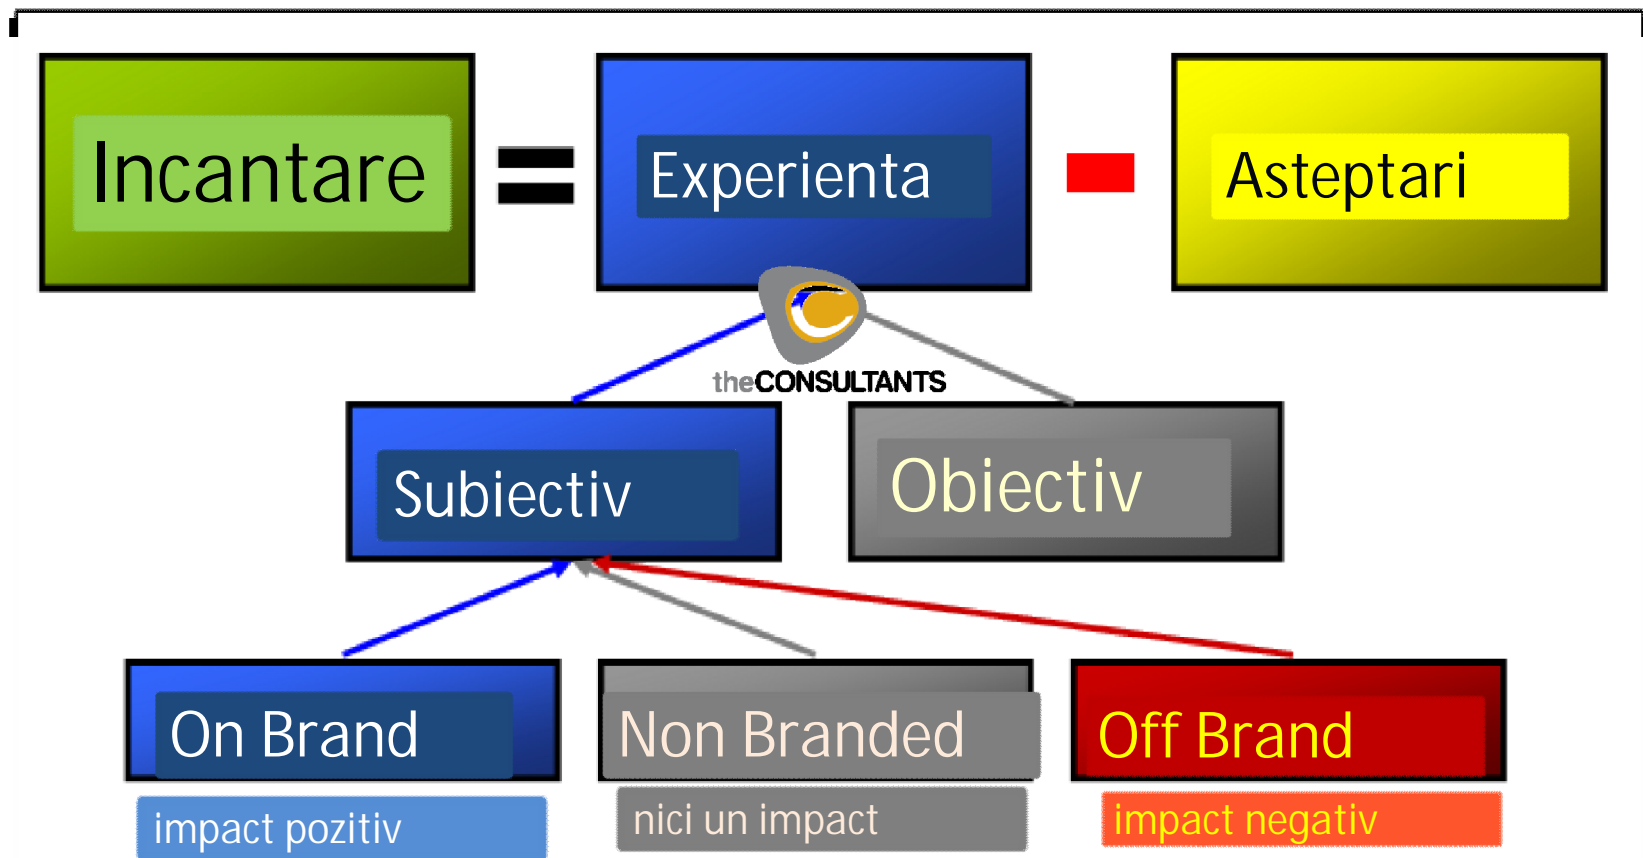 Incantare = Experienta - Asteptari
theCONSULTANTS
Subiectiv
Obiectiv
On Brand
Non Branded
Off Brand
impact pozitiv
nici un impact
impact negativ